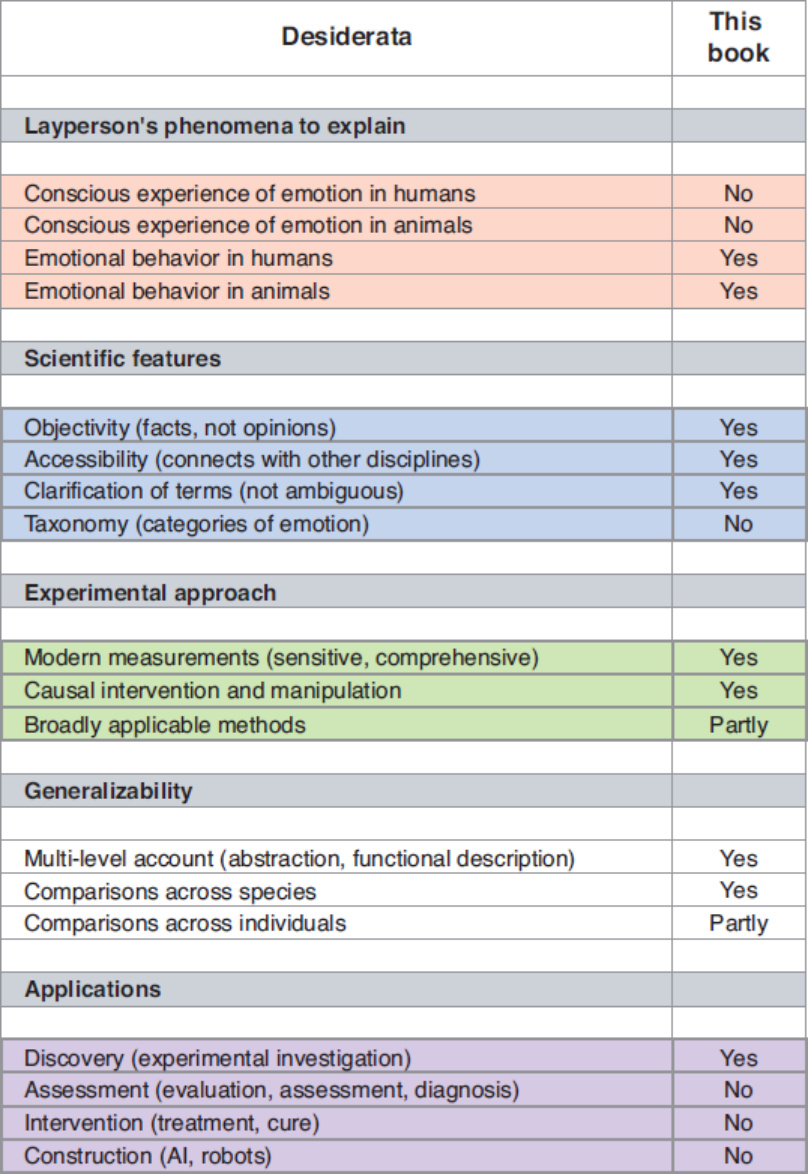 Desiderata This book
Layperson's phenomena to explain
Conscious experience of emotion in humans No
Conscious experience of emotion in animals No
Emotional behavior in humans Yes
Emotional behavior in animals Yes
Scientific features
Objectivity (facts, not opinions) Yes
Accessibility (connects with other disciplines) Yes
Clarification of terms (not ambiguous) Yes
Taxonomy (categories of emotion) No
Experimental approach
Modern measurements (sensitive, comprehensive) Yes
Causal intervention and manipulation Yes
Broadly applicable methods Partly
Generalizability
Multi-level account (abstraction, functional description) Yes
Comparisons across species Yes
Comparisons across individuals Partly
Applications
Discovery (experimental investigation) Yes
Assessment (evaluation, assessment, diagnosis) No
Intervention (treatment, cure) No
Construction (AI, robots) No